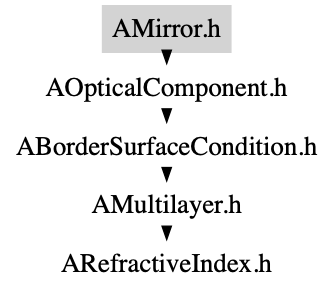 AMirror.h
AOpticalComponent.h
ABorderSurfaceCondition.h
AMultilayer.h
ARefractiveIndex.h